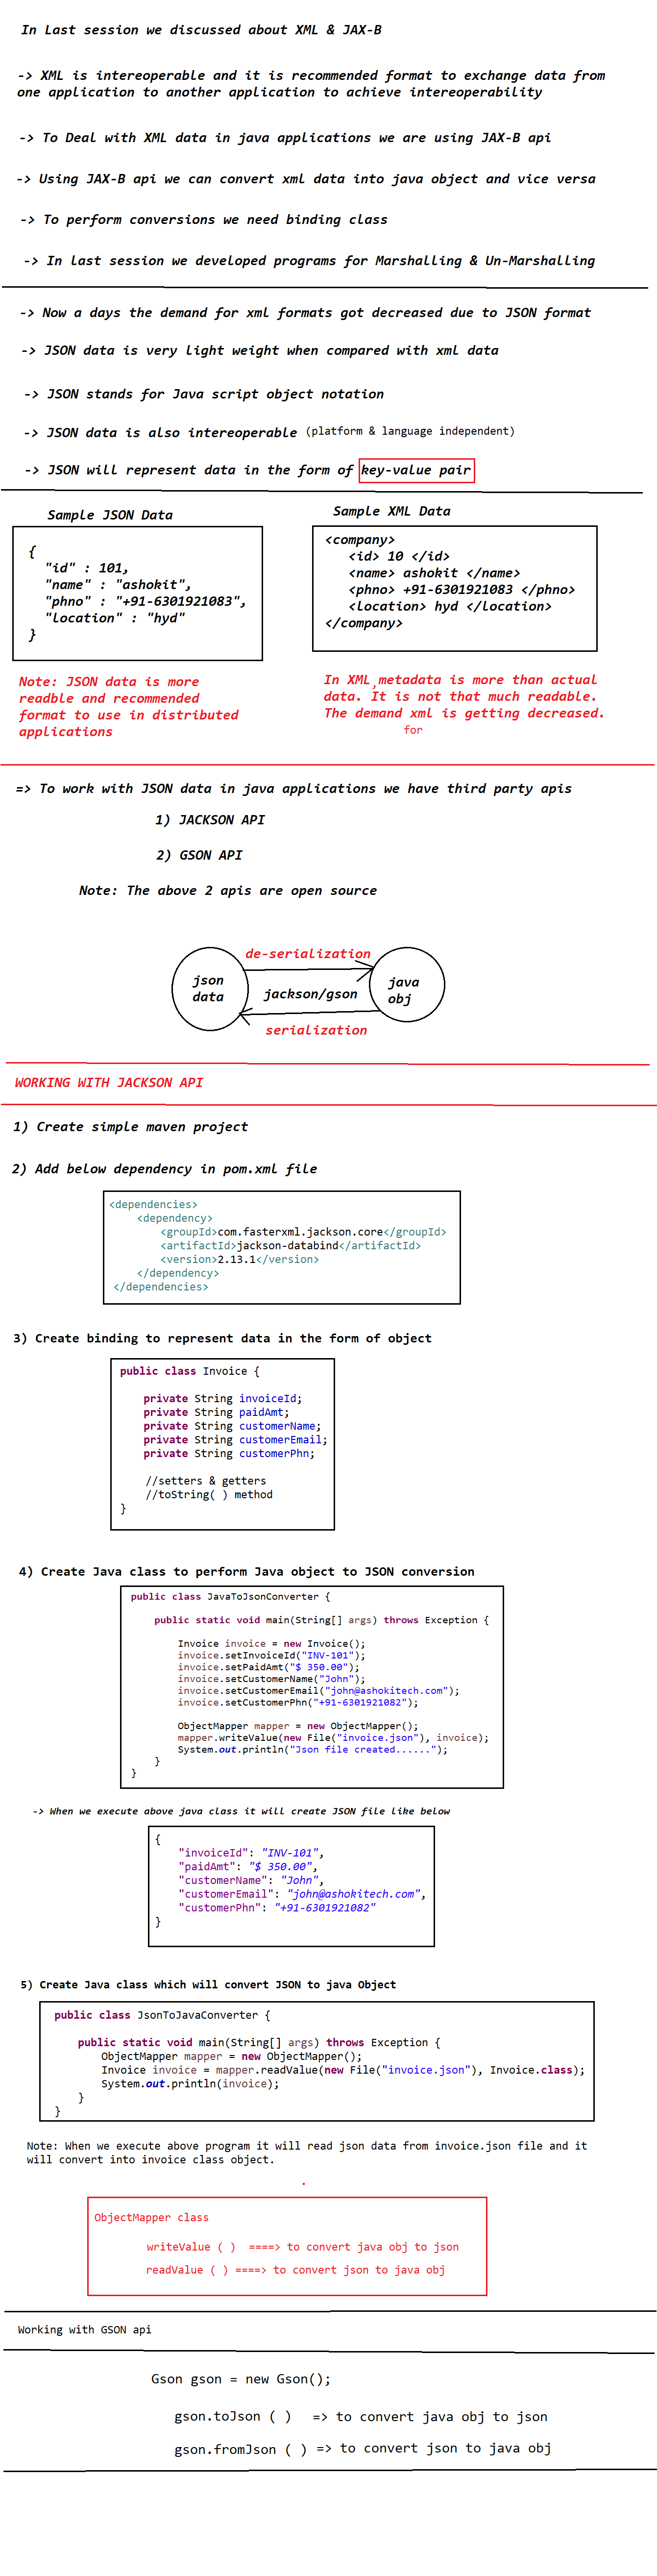 In Last session we discussed about XML & JAX-B
-> XML is intereoperable and it is recommended format to exchange data from
one application to another application to achieve intereoperability
-> To Deal with XML data in java applications we are using JAX-B api
-> Using JAX-B api we can convert xml data into java object and vice versa
-> To perform conversions we need binding class
-> In last session we developed programs for Marshalling & Un-Marshalling
-> Now a days the demand for xml formats got decreased due to JSON format
-> JSON data is very light weight when compared with xml data
-> JSON stands for Java script object notation
-> JSON data is also intereoperable (platform & language independent)
-> JSON will represent data in the form of key-value pair
Sample JSON Data
{
"id" : 101,
"name" : "ashokit",
"phno" : "+91-6301921083",
"location" : "hyd"
}
Note: JSON data is more
readble and recommended
format to use in distributed
applications
Sample XML Data
<company>
<id> 10 </id>
<name> ashokit </name>
<phno> +91-6301921083 </phno>
<location> hyd </location>
</company>
In XML,metadata is more than actual
data. It is not that much readable.
The demand xml is getting decreased.
for
=> To work with JSON data in java applications we have third party apis
1) JACKSON API
2) GSON API
Note: The above 2 apis are open source
de-serialization
json
data
jackson/gson
java
obj
serialization
WORKING WITH JACKSON API
1) Create simple maven project
2) Add below dependency in pom.xml file
<dependencies>
<dependency>
<groupId>com.fasterxml.jackson.core</groupId>
<artifactId>jackson-databind</artifactId>
<version>2.13.1</version>
</dependency>
</dependencies>
3) Create binding to represent data in the form of object
public class Invoice {
private String invoiceId;
private String paidAmt;
private String customerName;
private String customerEmail;
private String customerPhn;
//setters & getters
//toString( ) method
}
4) Create Java class to perform Java object to JSON conversion
public class JavaToJsonConverter {
public static void main(String[] args) throws Exception {
Invoice invoice = new Invoice();
invoice.setInvoiceId("INV-101");
invoice.setPaidAmt("$ 350.00");
invoice.setCustomerName("John");
invoice.setCustomerEmail("john@ashokitech.com");
invoice.setCustomerPhn("+91-6301921082");
ObjectMapper mapper = new ObjectMapper();
mapper.writeValue(new File("invoice.json"), invoice);
System.out.println("Json file created......");
}
}
-> When we execute above java class it will create JSON file like below
{
"invoiceId": "INV-101",
"paidAmt": "$ 350.00",
"customerName": "John",
"customerEmail": "john@ashokitech.com",
"customerPhn": "+91-6301921082"
}
5) Create Java class which will convert JSON to java Object
public class JsonToJavaConverter {
public static void main(String[] args) throws Exception {
ObjectMapper mapper = new ObjectMapper();
Invoice invoice = mapper.readValue(new File("invoice.json"), Invoice.class);
System.out.println(invoice);
}
}
Note: When we execute above program it will read json data from invoice.json file and it
will convert into invoice class object.
.
ObjectMapper class
writeValue ( ) ====> to convert java obj to json
readValue ( ) ====> to convert json to java obj
Working with GSON api
Gson gson = new Gson();
gson.toJson ( ) => to convert java obj to json
gson.fromJson ( ) => to convert json to java obj